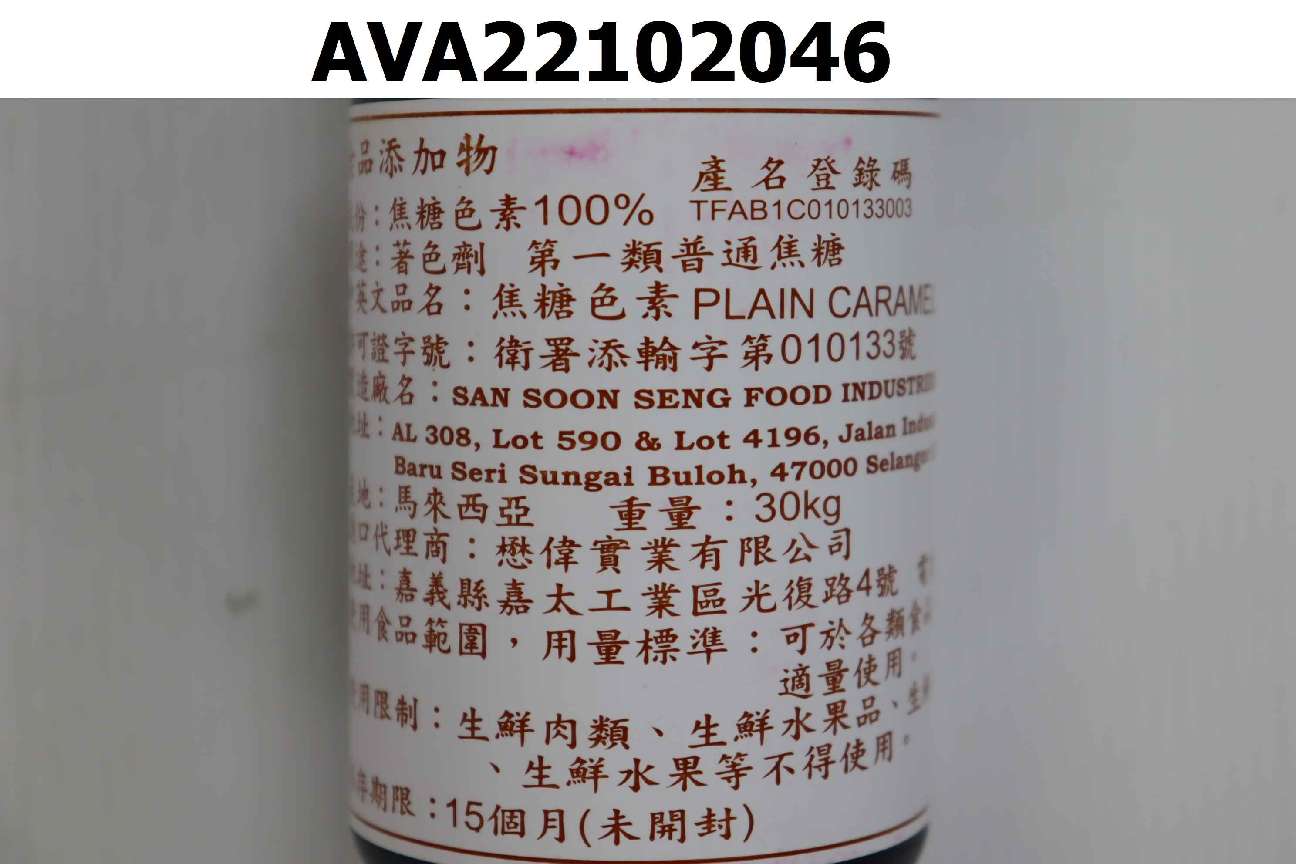 AVA22102046
品添加物
產名登錄碼
份：焦糖色素100%
TFAB1C010133003
途：著色劑 第一類普通焦糖
英文品名：焦糖色素 PLAIN CARAMEL
可證字號：衛署添輸字第010133號
造廠名：SAN SOON SENG FOOD
址：AL 308, Lot 590 & Lot 4196, Jalan
Baru Seri Sungai Buloh, 47000
地：馬來西亞 重量：30kg
口代理商：懋偉實業有限公司
址：嘉義縣嘉太工業區光復路4號
用食品範圍，用量標準：可於各類食
適量使用。
用限制：生鮮肉類、生鮮水果品、生
、生鮮水果等不得使用。
期限：15個月(未開封)